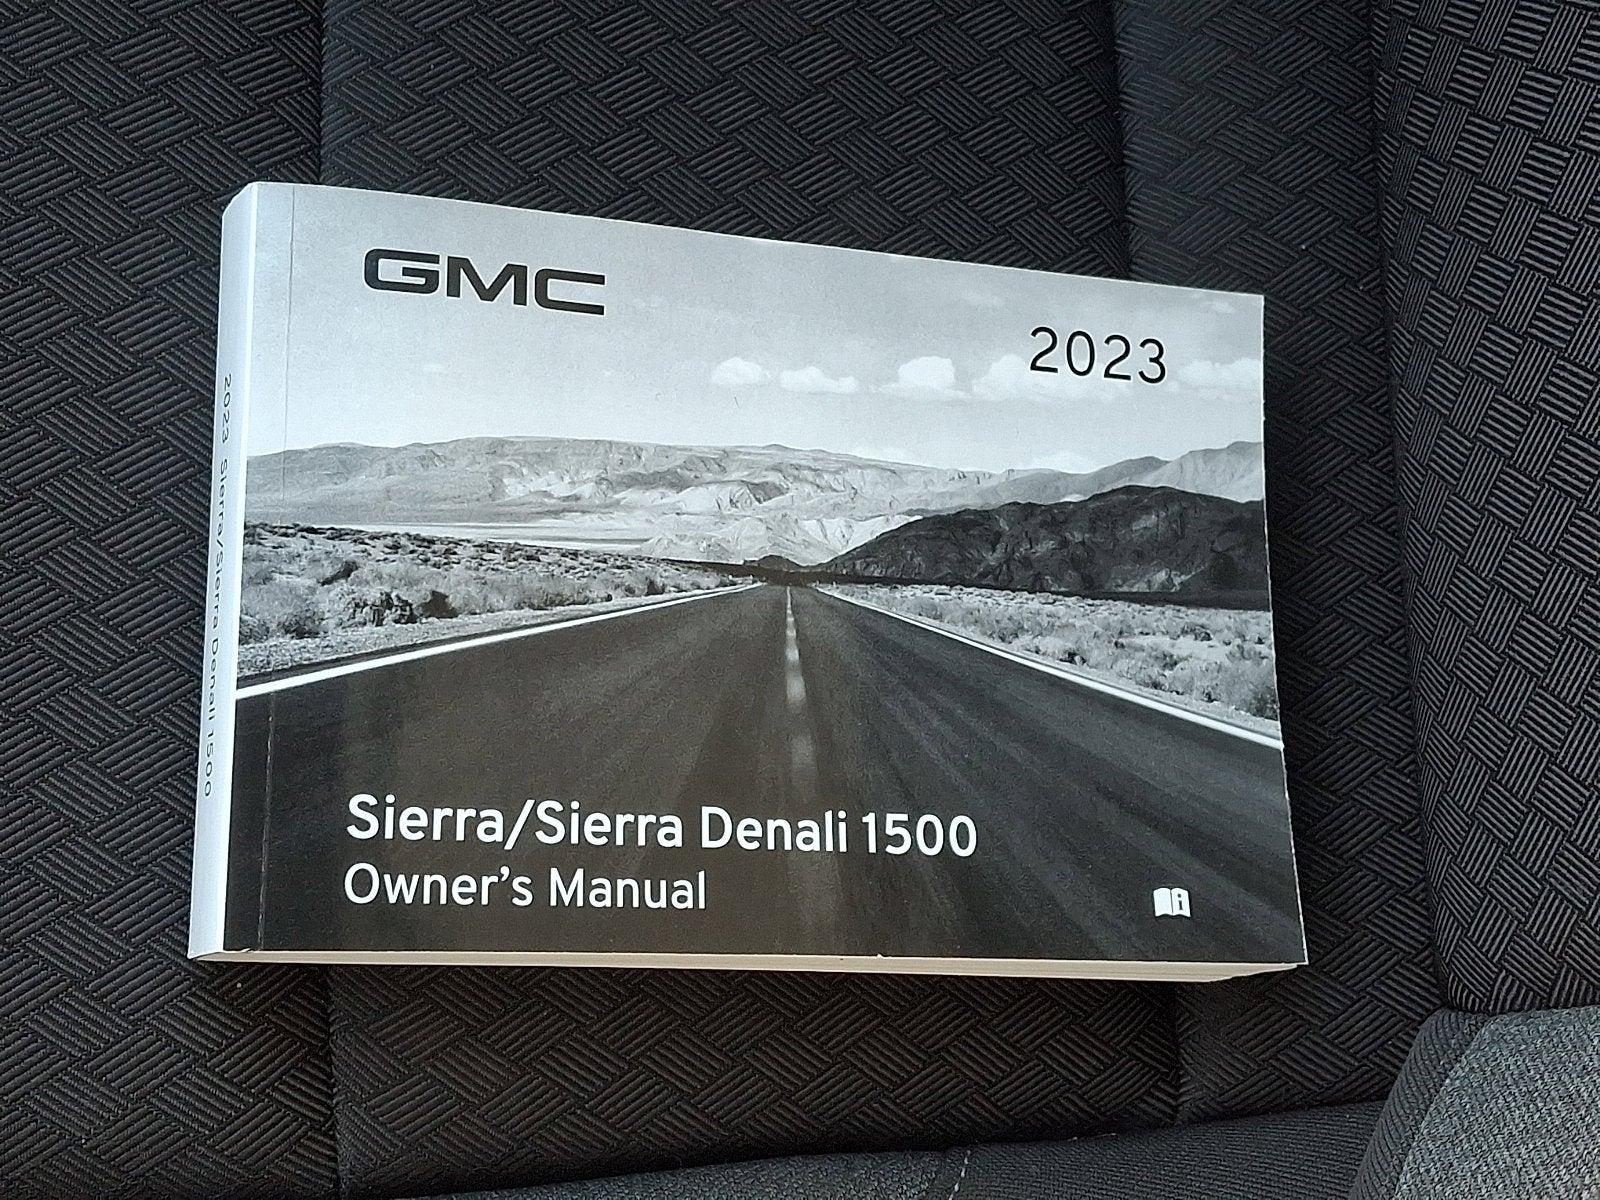 GMC
2023
Sierra/Sierra Denali 1500
Owner's Manual
2023 Sierra/Sierra Denali 1500